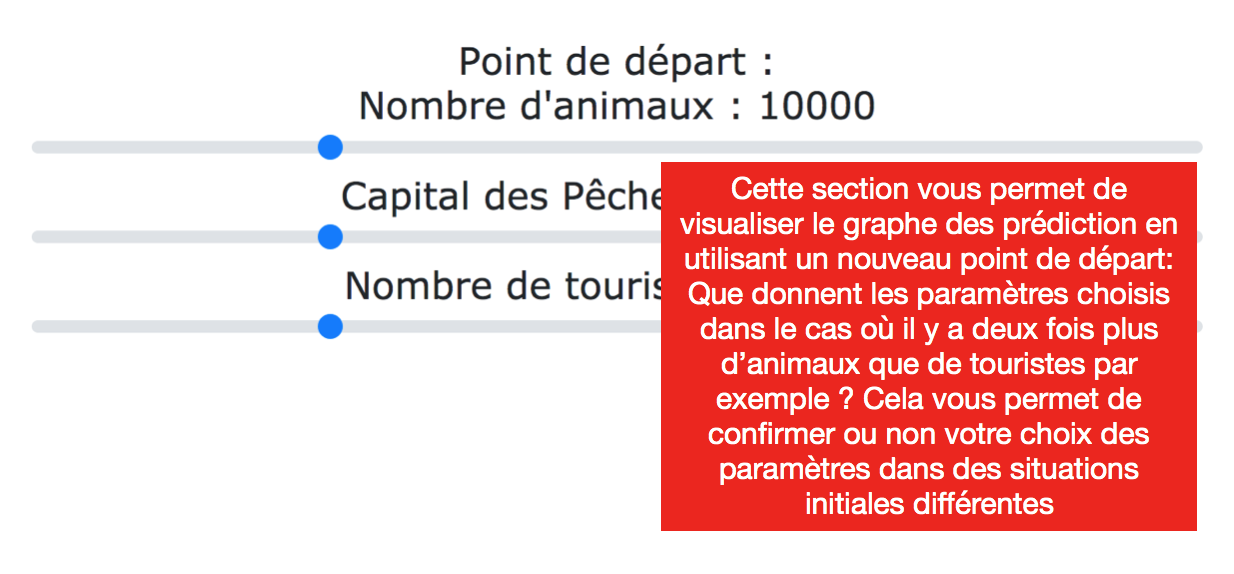 Point de départ :
Nombre d'animaux : 10000
Capital des Pêche
Nombre de touris
Cette section vous permet de
visualiser le graphe des prédiction en
utilisant un nouveau point de départ:
Que donnent les paramètres choisis
dans le cas où il y a deux fois plus
d’animaux que de touristes par
exemple ? Cela vous permet de
confirmer ou non votre choix des
paramètres dans des situations
initiales différentes